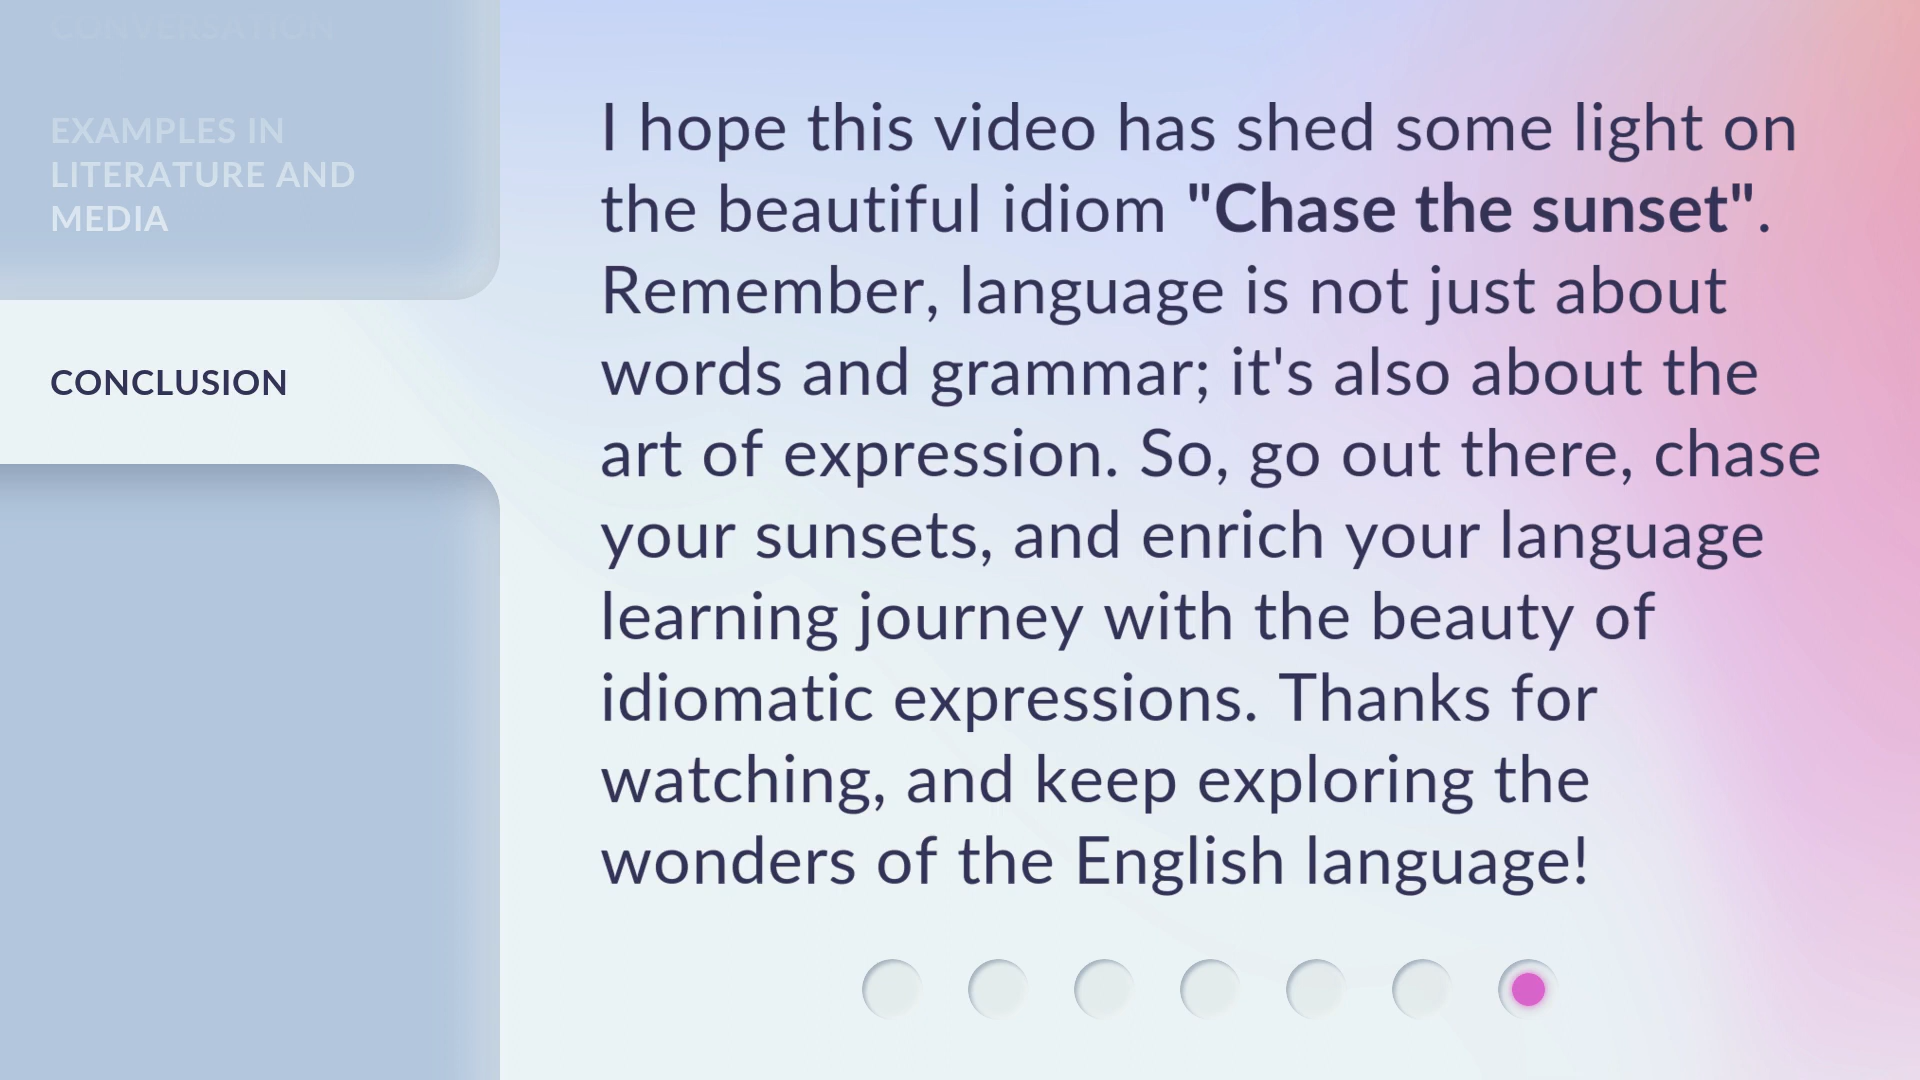 CONVERSATION
EXAMPLES IN
LITERATURE AND
MEDIA
CONCLUSION
I hope this video has shed some light on
the beautiful idiom "Chase the sunset".
Remember, language is not just about
words and grammar; it's also about the
art of expression. So, go out there, chase
your sunsets, and enrich your language
learning journey with the beauty of
idiomatic expressions. Thanks for
watching, and keep exploring the
wonders of the English language!